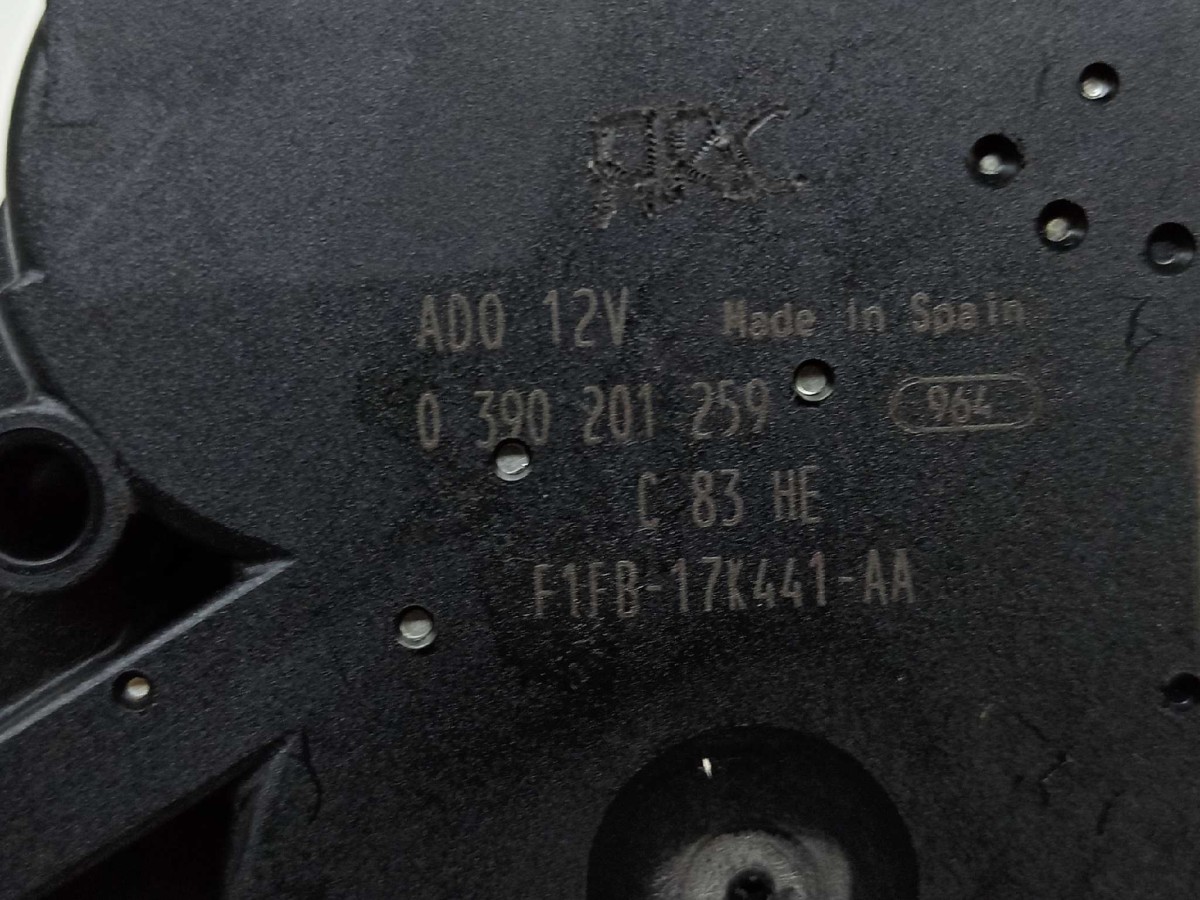 ADO 12V Made in Spain
0 390 201 259 964
C 83 HE
F1FB-17K441-AA